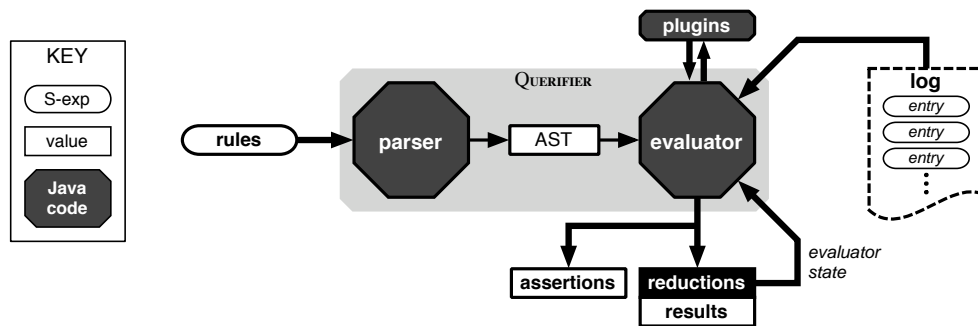 KEY
S-exp
value
Java
code
rules
QUERIFIER
parser
AST
evaluator
plugins
log
entry
entry
entry
evaluator
state
assertions
reductions
results